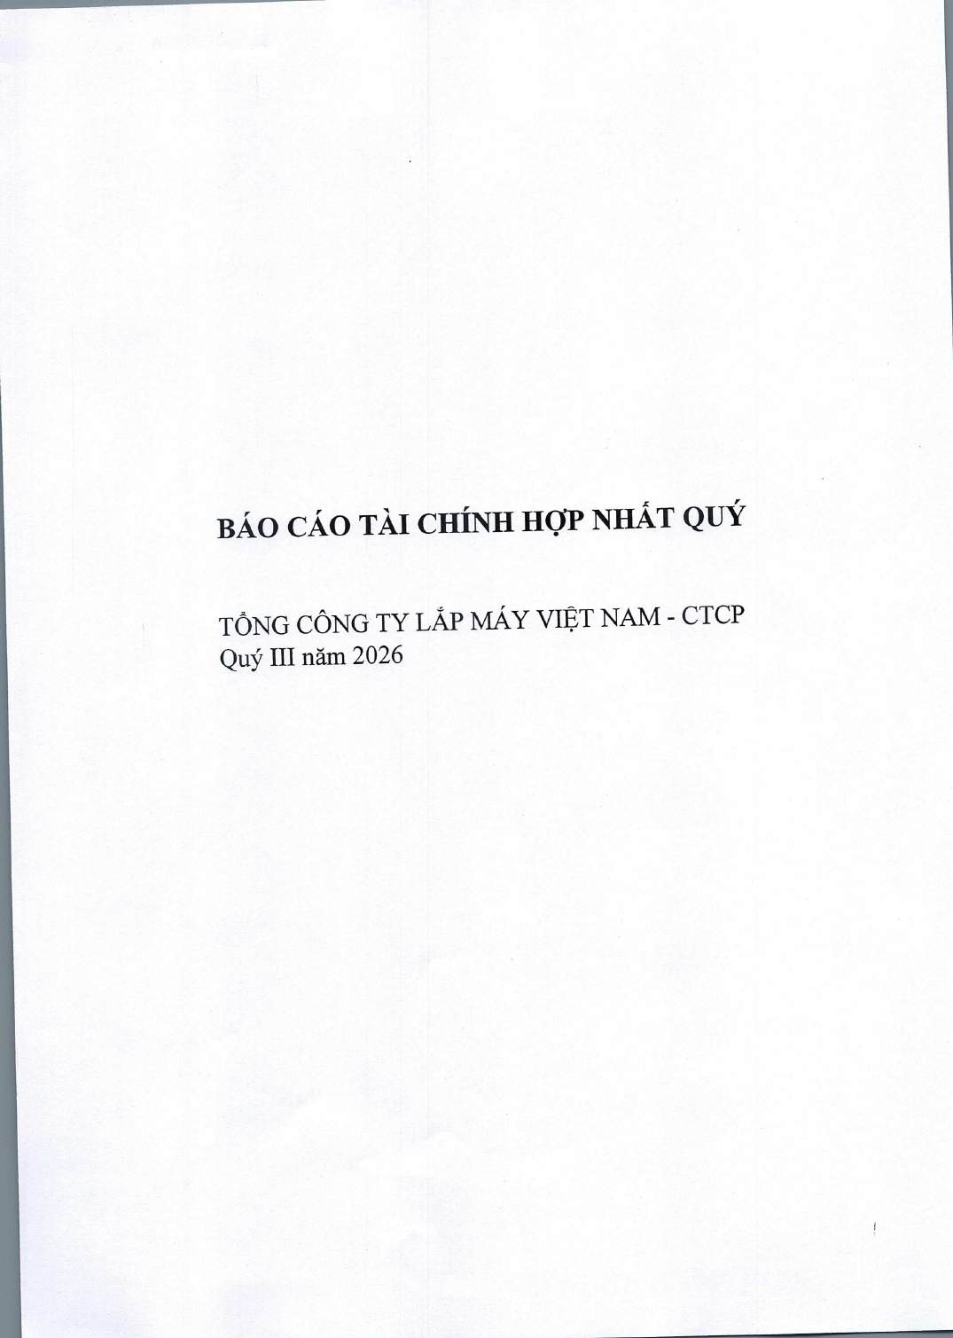 BÁO CÁO TÀI CHÍNH HỢP NHẤT QUÝ
TỔNG CÔNG TY LẮP MÁY VIỆT NAM - CTCP
Quý III năm 2026